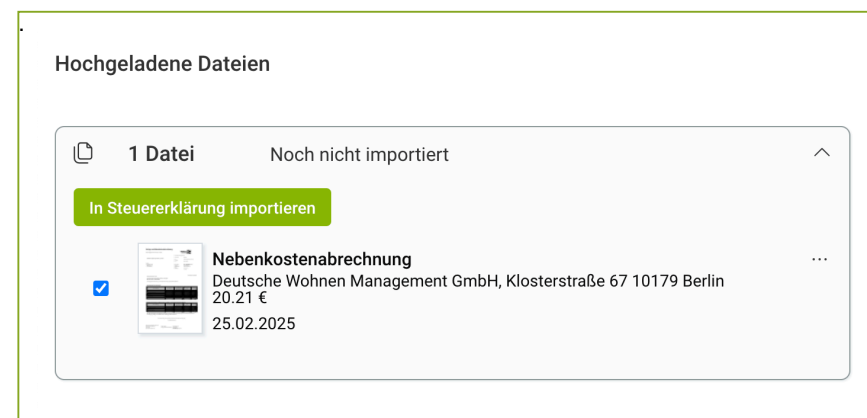 .
Hochgeladene Dateien
1 Datei Noch nicht importiert
In Steuererklärung importieren
Nebenkostenabrechnung
...
Deutsche Wohnen Management GmbH, Klosterstraße 67 10179 Berlin
20.21 €
25.02.2025